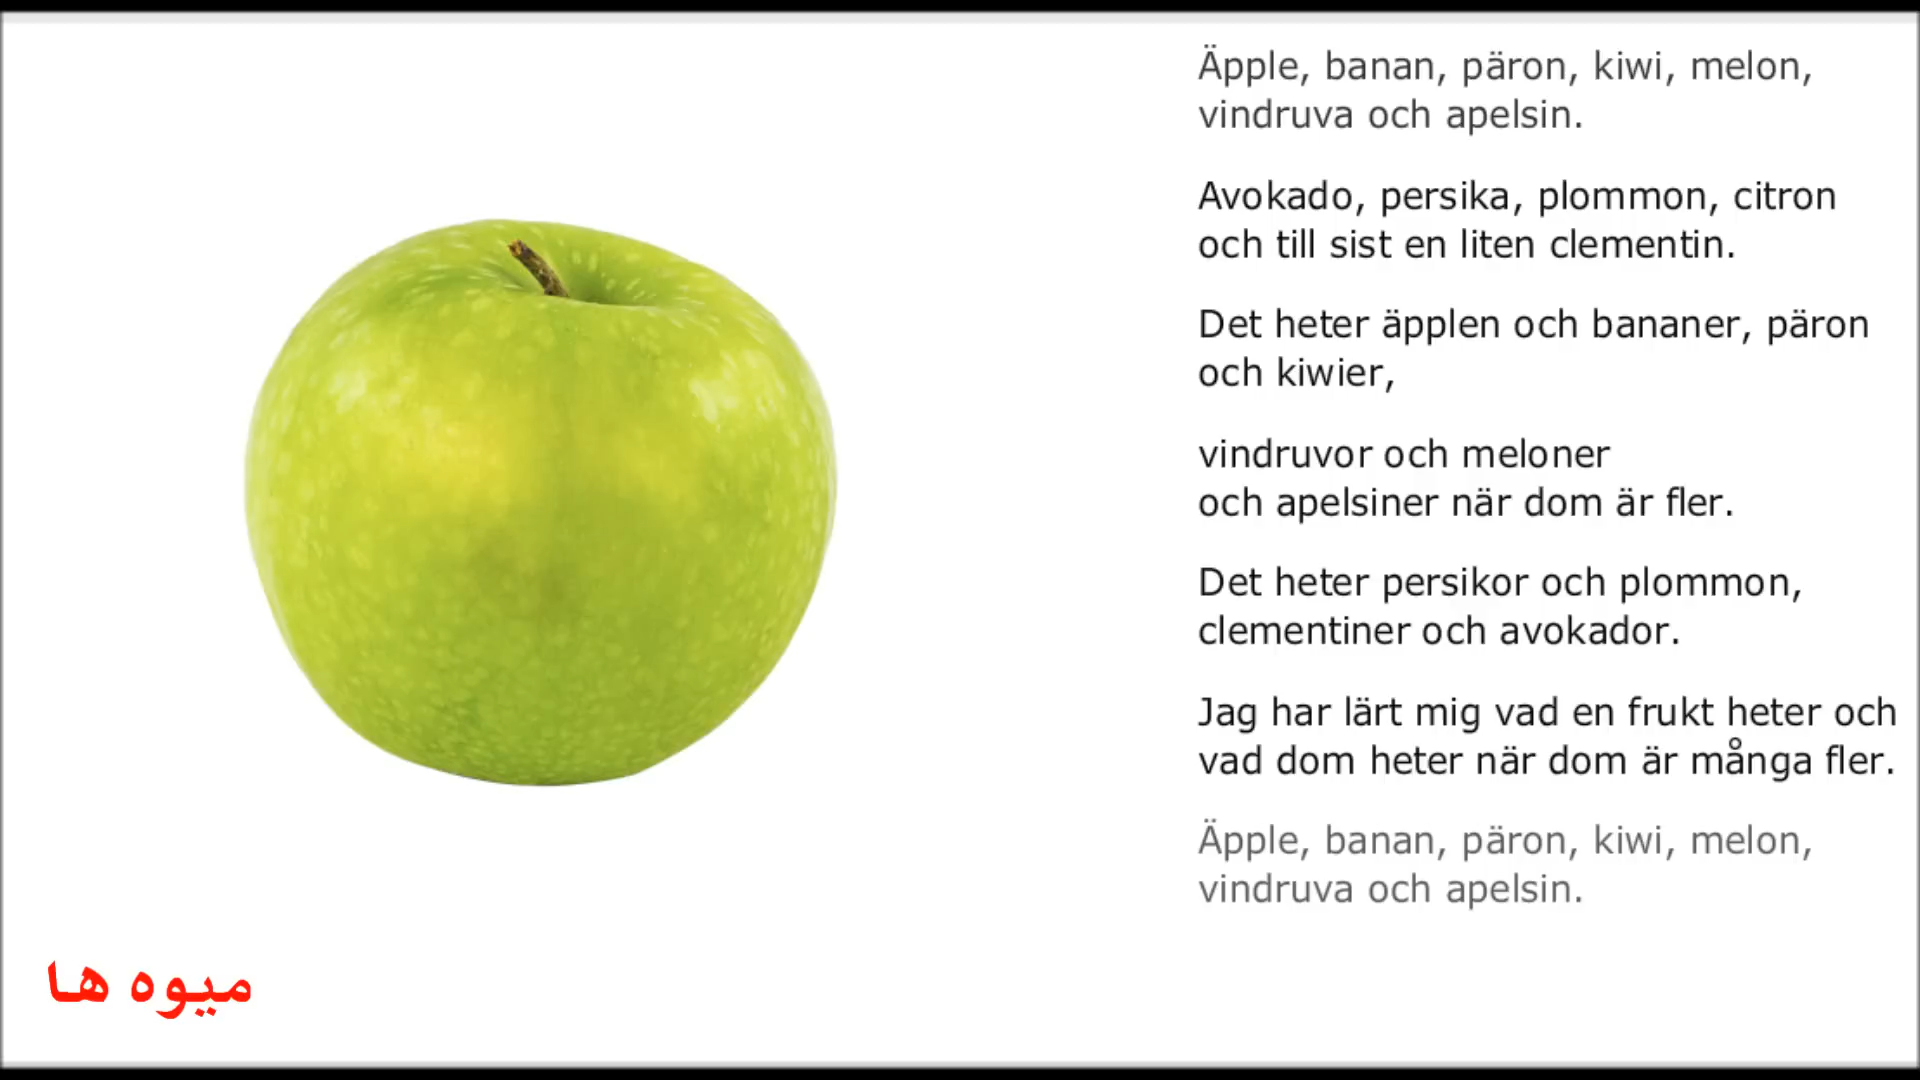 Äpple, banan, päron, kiwi, melon,
vindruva och apelsin.
Avokado, persika, plommon, citron
och till sist en liten clementin.
Det heter äpplen och bananer, päron
och kiwier,
vindruvor och meloner
och apelsiner när dom är fler.
Det heter persikor och plommon,
clementiner och avokador.
Jag har lärt mig vad en frukt heter och
vad dom heter när dom är många fler.
Äpple, banan, päron, kiwi, melon,
vindruva och apelsin.
میوه ها